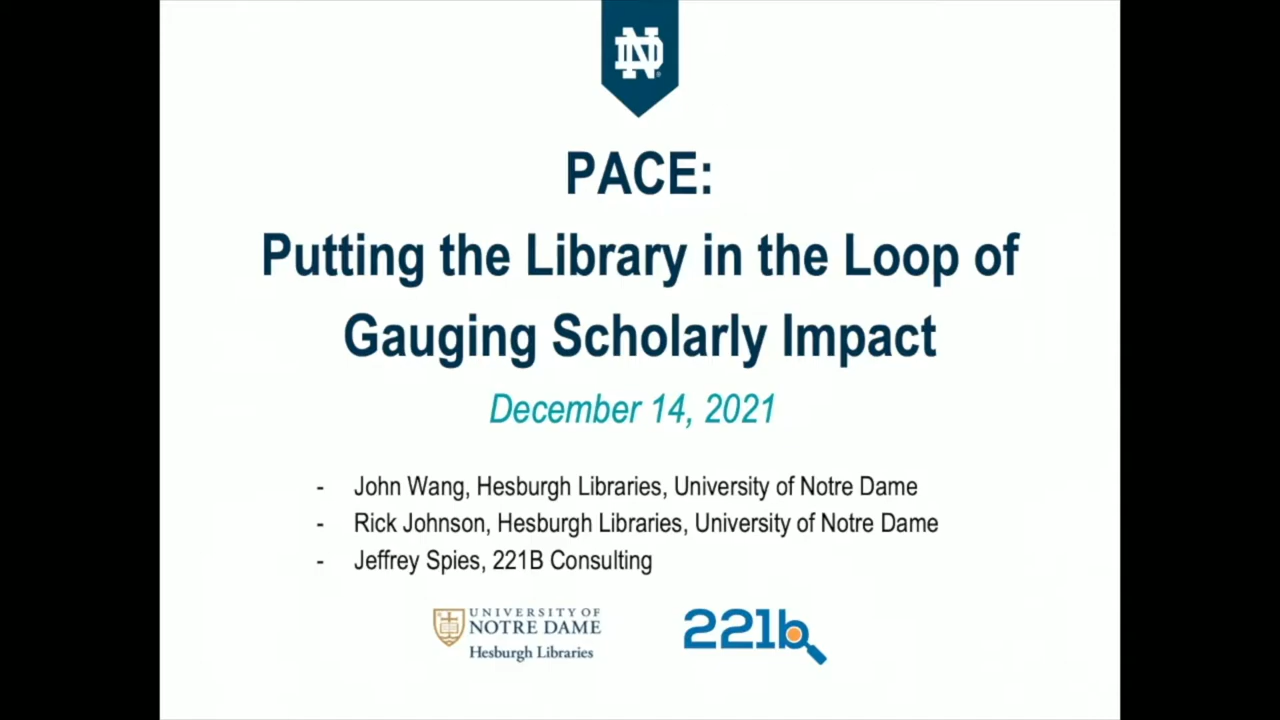 ND
PACE:
Putting the Library in the Loop of
Gauging Scholarly Impact
December 14, 2021
- John Wang, Hesburgh Libraries, University of Notre Dame
- Rick Johnson, Hesburgh Libraries, University of Notre Dame
- Jeffrey Spies, 221B Consulting
UNIVERSITY OF
NOTRE DAME
Hesburgh Libraries
221b